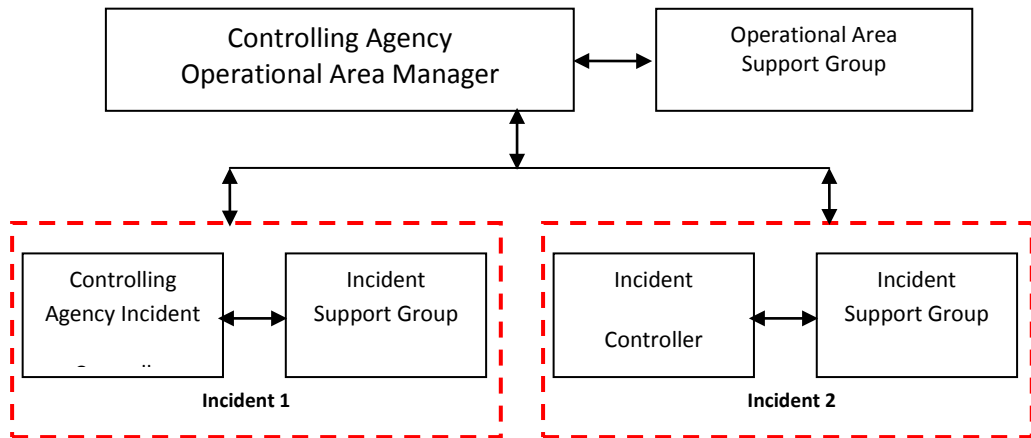 Controlling Agency
Operational Area Manager
Operational Area
Support Group
Controlling
Agency Incident
Incident
Support Group
Incident 1
Incident
Controller
Incident
Support Group
Incident 2